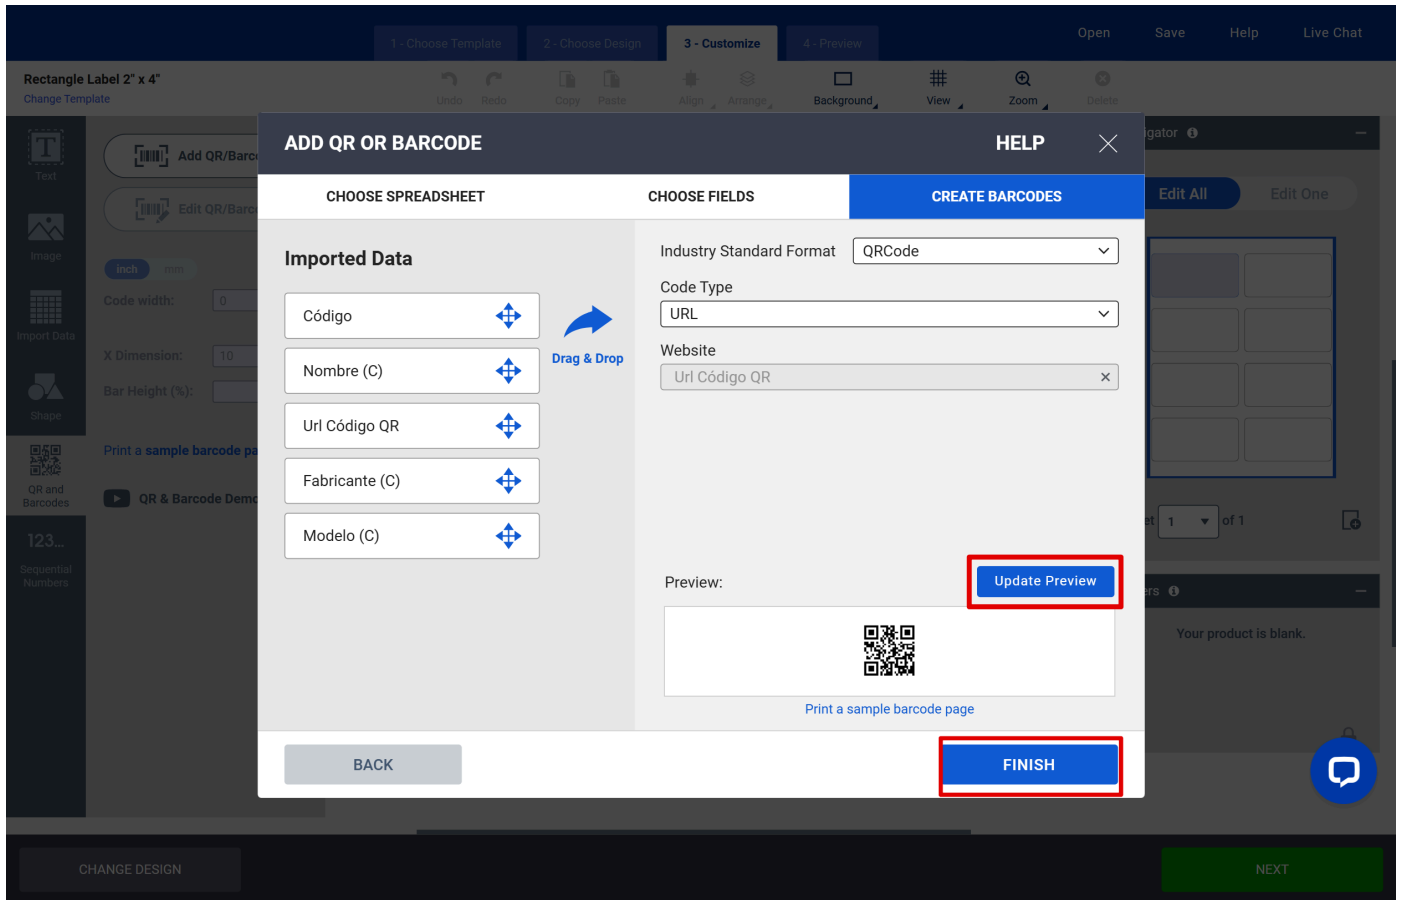 1 - Choose Template
2 - Choose Design
3 - Customize
4 - Preview
Open
Save
Help
Live Chat
Rectangle Label 2" x 4"
Change Template
Undo
Redo
Copy
Paste
Align
Arrange
Background
View
Zoom
Delete
T
Text
Image
Import Data
Shape
QR and
Barcodes
123...
Sequential
Numbers
Add QR/Barc
Edit QR/Barc
inch
mm
Code width:
0
X Dimension:
10
Bar Height (%):
Print a sample barcode pa
QR & Barcode Demo
ADD QR OR BARCODE
HELP
CHOOSE SPREADSHEET
CHOOSE FIELDS
CREATE BARCODES
Imported Data
Código
Nombre (C)
Url Código QR
Fabricante (C)
Modelo (C)
Drag & Drop
Industry Standard Format
QRCode
Code Type
URL
Website
Url Código QR
Preview:
Update Preview
Print a sample barcode page
BACK
FINISH
igator
Edit All
Edit One
et 1 of 1
ers
Your product is blank.
CHANGE DESIGN
NEXT